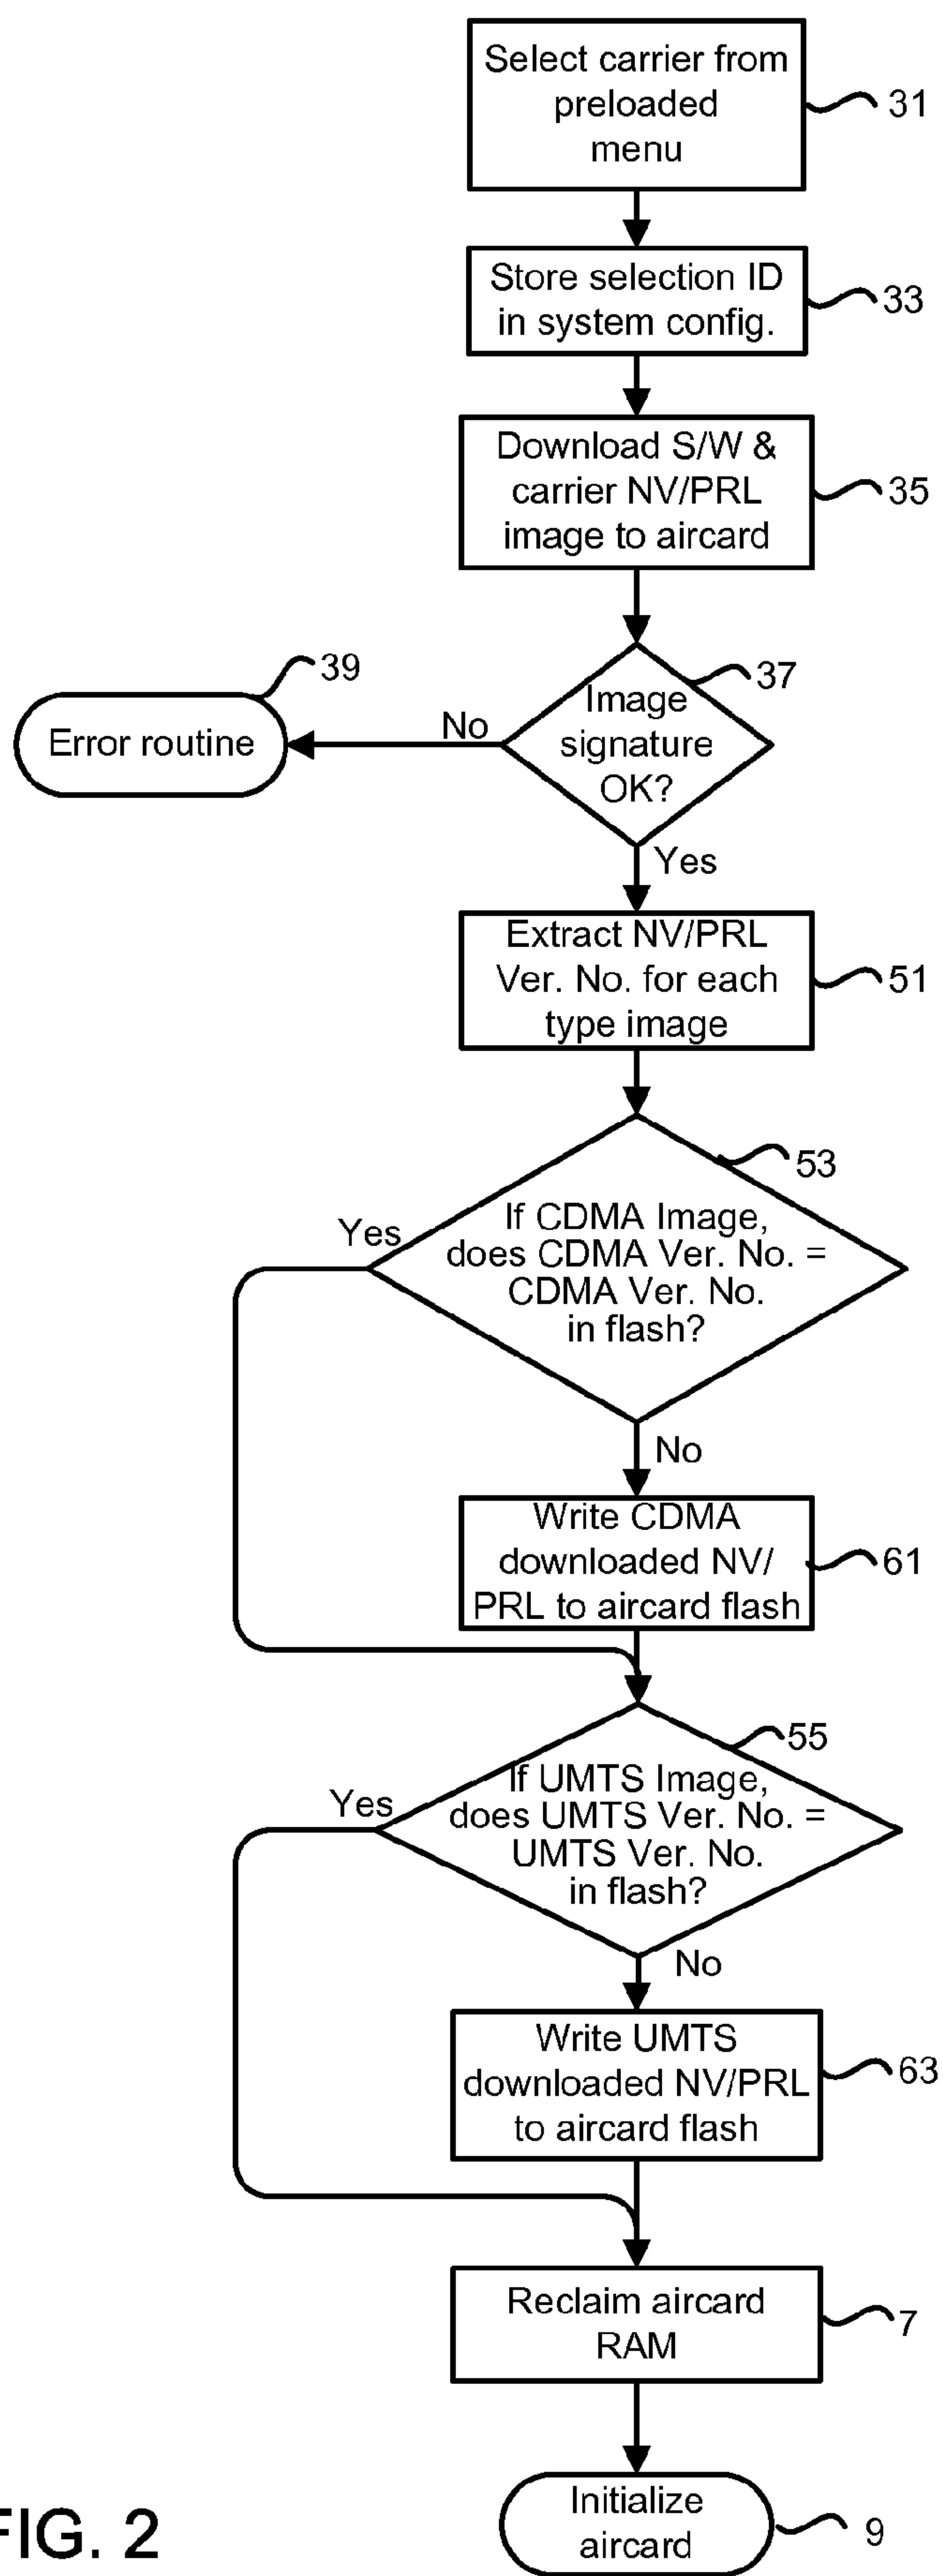 Select carrier from
preloaded
menu
31
Store selection ID
in system config.
33
Download S/W &
carrier NV/PRL
image to aircard
35
39
Error routine
No
Image
signature
OK?
37
Yes
Extract NV/PRL
Ver. No. for each
type image
51
53
Yes
If CDMA Image,
does CDMA Ver. No. =
CDMA Ver. No.
in flash?
No
Write CDMA
downloaded NV/
PRL to aircard flash
61
55
Yes
If UMTS Image,
does UMTS Ver. No. =
UMTS Ver. No.
in flash?
No
Write UMTS
downloaded NV/PRL
to aircard flash
63
Reclaim aircard
RAM
7
Initialize
aircard
9
FIG. 2